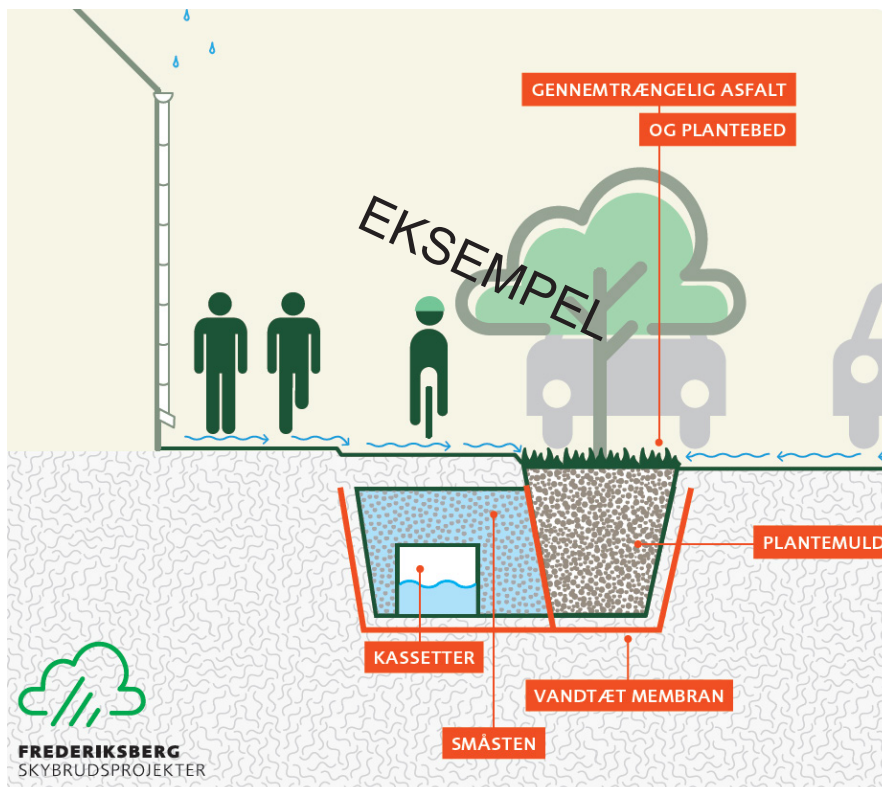 GENNEMTRÆNGELIG ASFALT
OG PLANTEBED
EKSEMPEL
PLANTEMULD
KASSETTER
VANDTÆT MEMBRAN
SMÅSTEN
FREDERIKSBERG
SKYBRUDSPROJEKTER